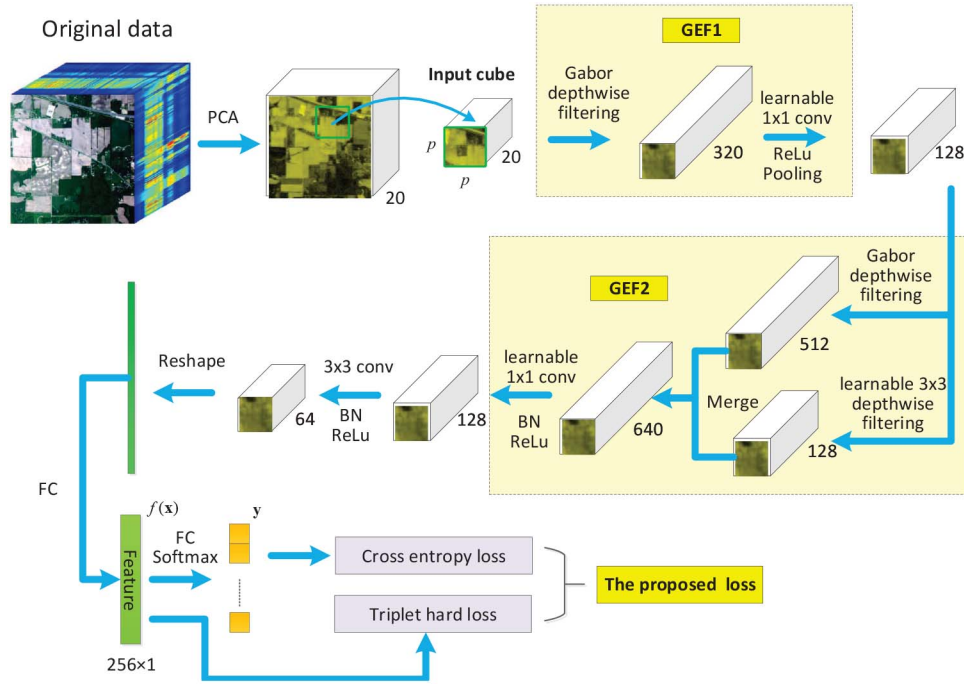 Original data
PCA
20
Input cube
p
p
20
GEF1
Gabor
depthwise
filtering
320
learnable
1x1 conv
ReLu
Pooling
128
GEF2
Gabor
depthwise
filtering
512
learnable 3x3
depthwise
filtering
128
Merge
640
learnable
1x1 conv
BN
ReLu
128
3x3 conv
BN
ReLu
64
Reshape
FC
f(x)
Feature
256×1
FC
Softmax
y
Cross entropy loss
Triplet hard loss
The proposed loss